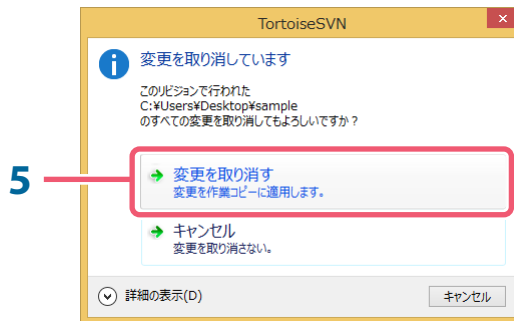 TortoiseSVN
変更を取り消しています
このリビジョンで行われた
C:¥Users¥Desktop¥sample
のすべての変更を取り消してもよろしいですか？
5
変更を取り消す
変更を作業コピーに適用します。
キャンセル
変更を取り消さない。
詳細の表示(D)
キャンセル